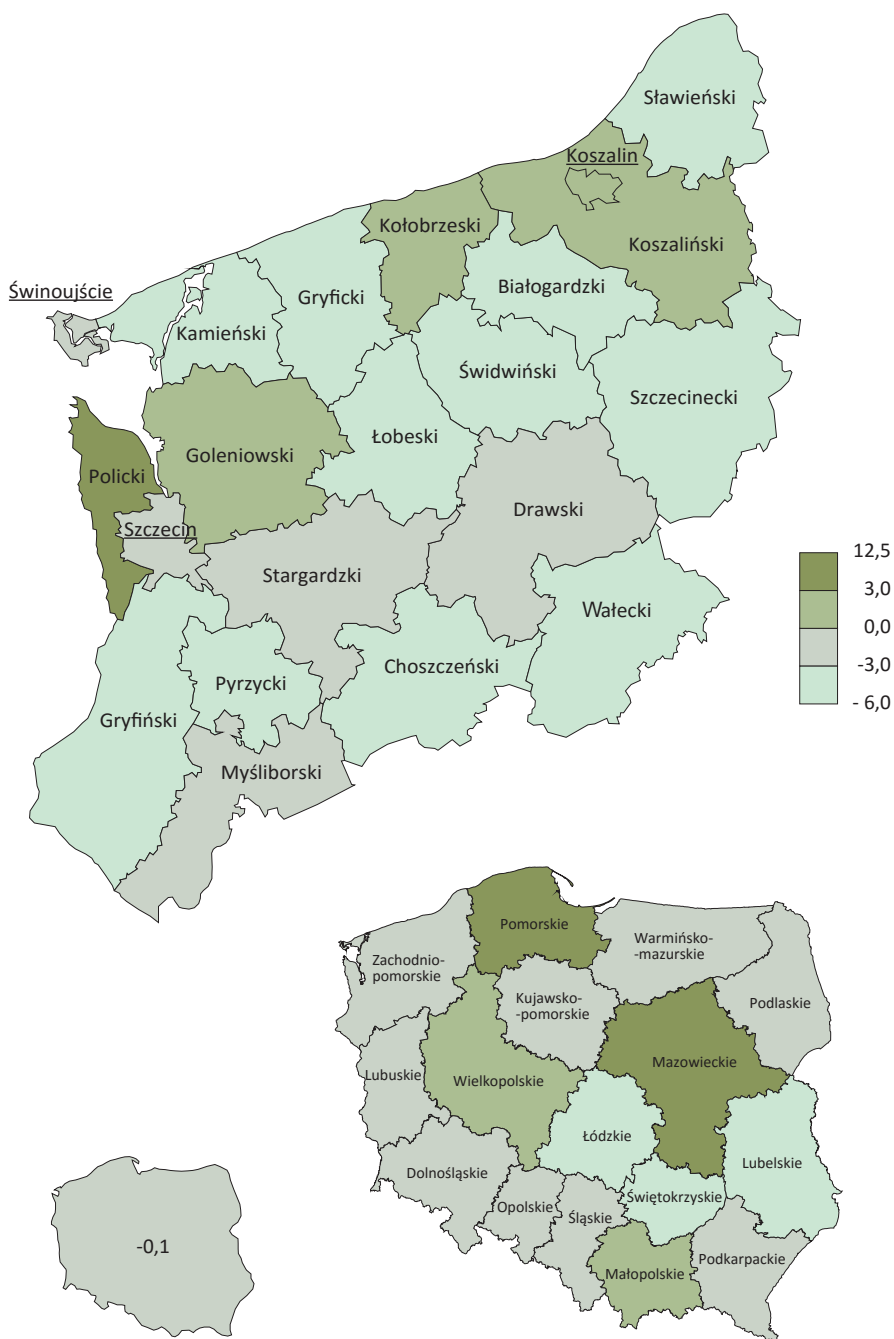 Sławieński
Koszalin
Kołobrzeski
Koszaliński
Świnoujście
Gryficki
Białogardzki
Kamieński
Świdwiński
Szczecinecki
Łobeski
Goleniowski
Policki
Drawski
Szczecin
Stargardzki
12,5
3,0
0,0
-3,0
- 6,0
Wałecki
Choszczeński
Pyrzycki
Gryfiński
Myśliborski
Pomorskie
Warmińsko-
-mazurskie
Zachodnio-
pomorskie
Kujawsko-
-pomorskie
Podlaskie
Mazowieckie
Lubuskie
Wielkopolskie
Łódzkie
Lubelskie
Dolnośląskie
Świętokrzyskie
Opolskie
Śląskie
Podkarpackie
Małopolskie
-0,1